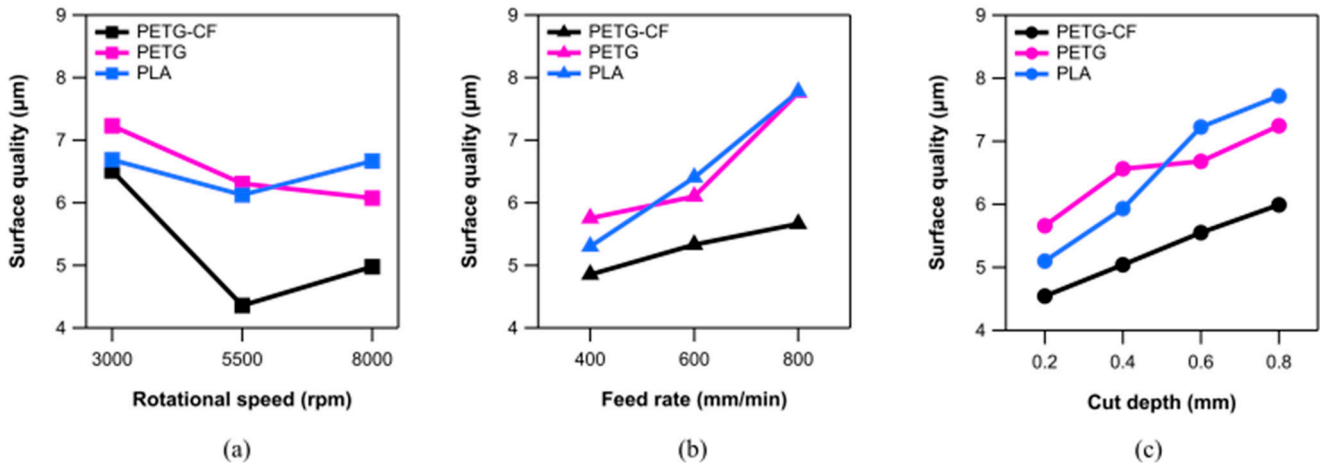 9
8
7
6
5
4
Surface quality (μm)
PETG-CF
PETG
PLA
3000 5500 8000
Rotational speed (rpm)
(a)
9
8
7
6
5
4
Surface quality (μm)
PETG-CF
PETG
PLA
400 600 800
Feed rate (mm/min)
(b)
9
8
7
6
5
4
Surface quality (μm)
PETG-CF
PETG
PLA
0.2 0.4 0.6 0.8
Cut depth (mm)
(c)